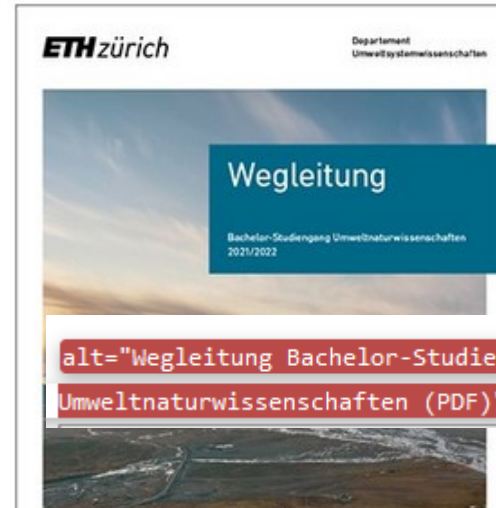 ETH zürich
Departement
Umweltsystemwissenschaften
Wegleitung
Bachelor-Studiengang Umweltnaturwissenschaften
2021/2022
alt="Wegleitung Bachelor-Studie
Umweltnaturwissenschaften (PDF)"